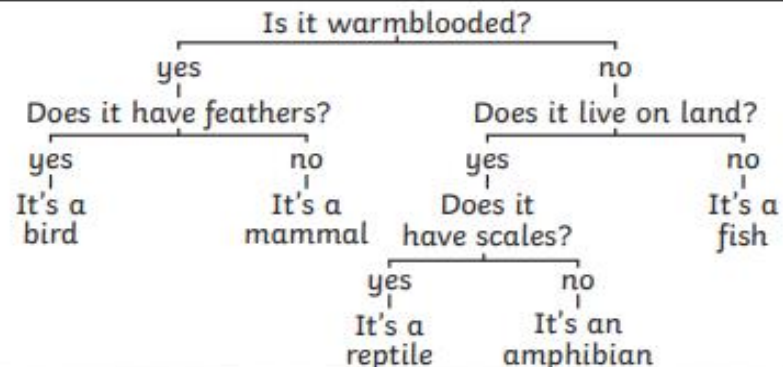 Is it warmblooded?
yes no
Does it have feathers? Does it live on land?
yes no yes no
It's a It's a Does it It's a
bird mammal have scales? fish
yes no
It's a It's an
reptile amphibian